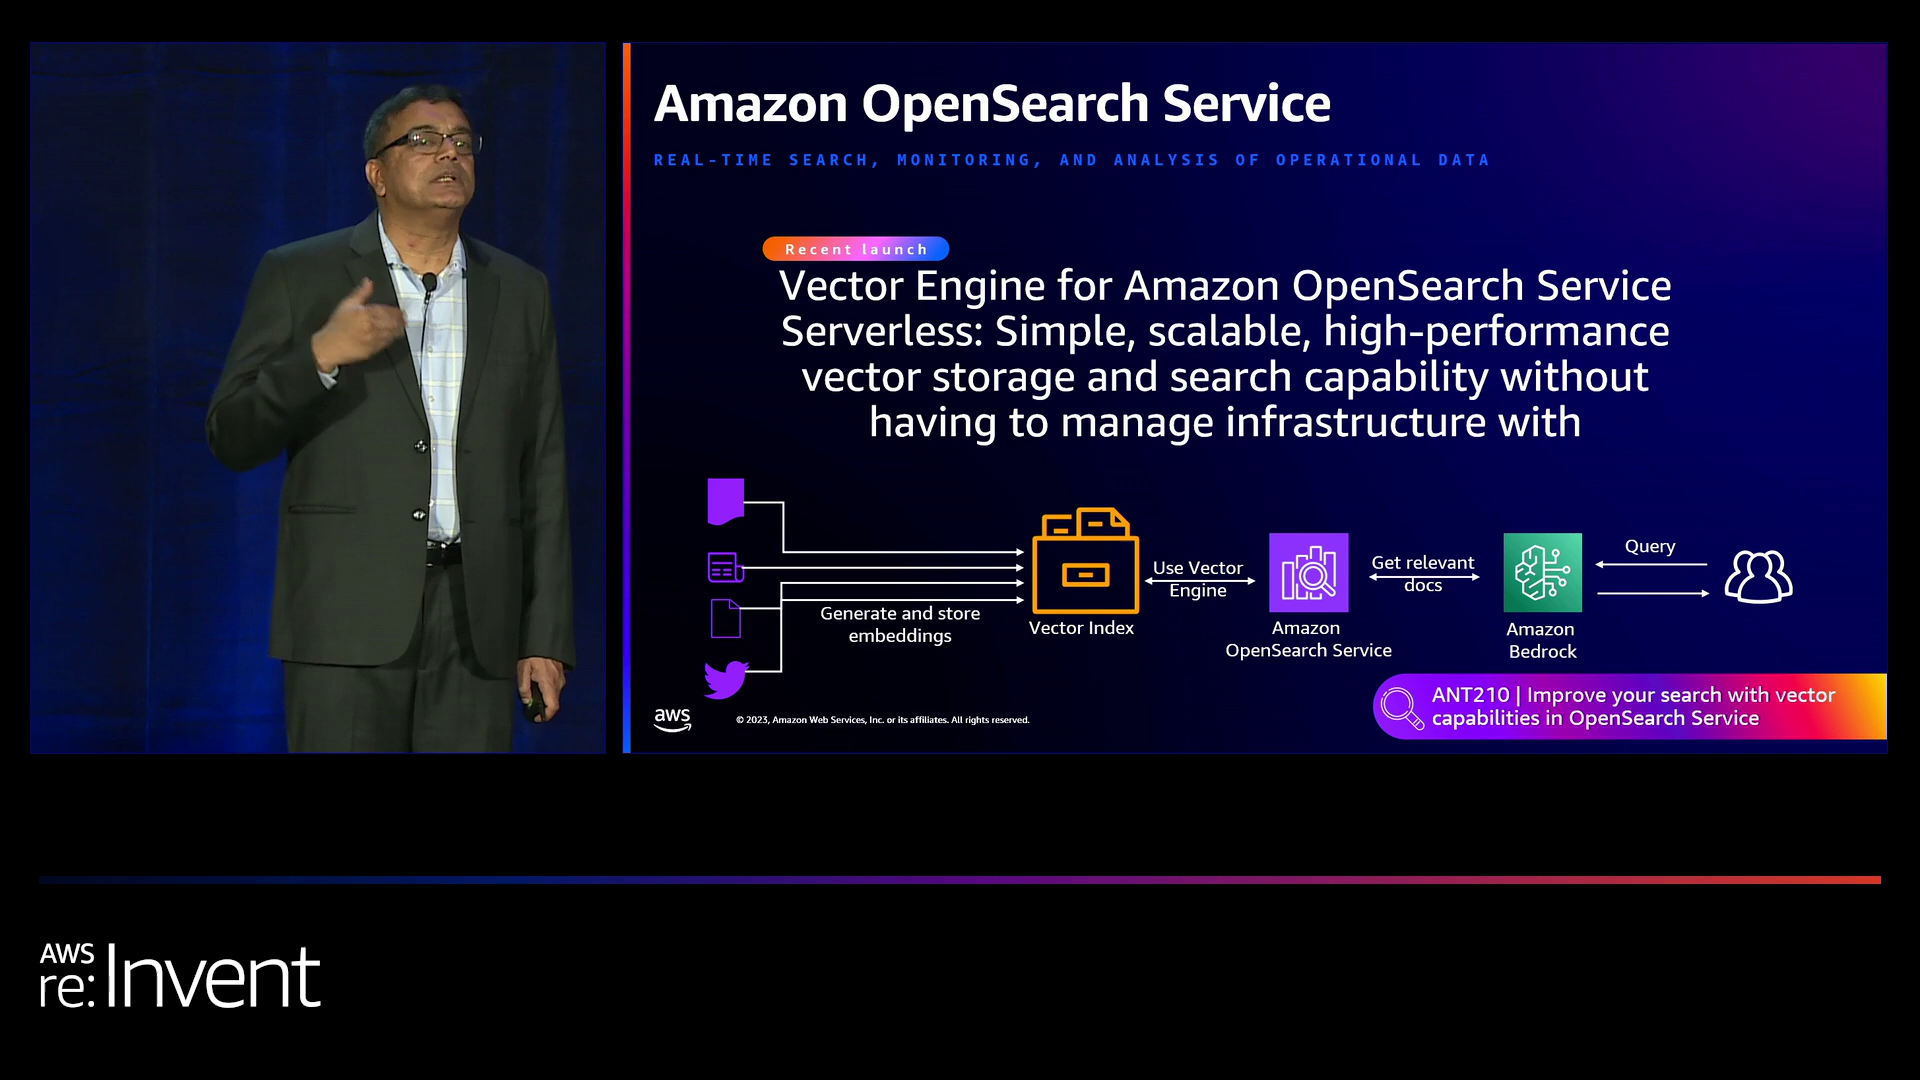 Amazon OpenSearch Service
REAL-TIME SEARCH, MONITORING, AND ANALYSIS OF OPERATIONAL DATA
Recent launch
Vector Engine for Amazon OpenSearch Service
Serverless: Simple, scalable, high-performance
vector storage and search capability without
having to manage infrastructure with
Generate and store
embeddings
Vector Index
Use Vector
Engine
Amazon
OpenSearch Service
Get relevant
docs
Amazon
Bedrock
Query
ANT210 | Improve your search with vector
capabilities in OpenSearch Service
aws
© 2023, Amazon Web Services, Inc. or its affiliates. All rights reserved.
AWS
re:Invent